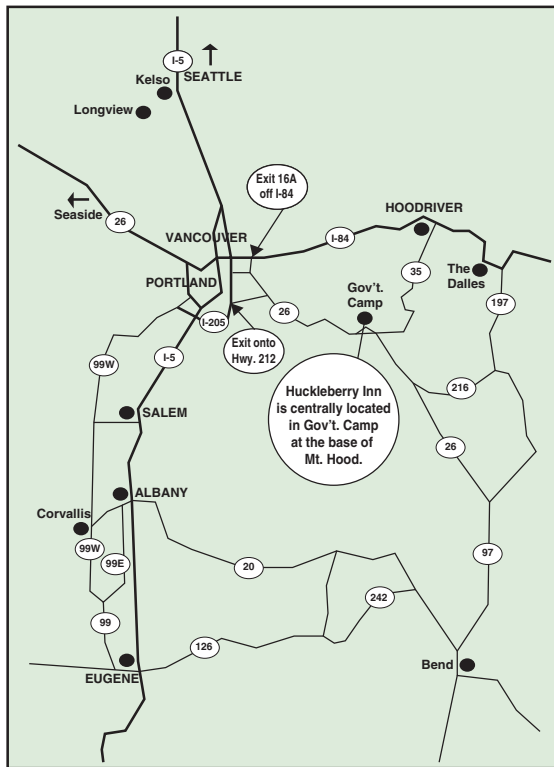 I-5
SEATTLE
Kelso
Longview
Exit 16A
off I-84
Seaside
26
HOODRIVER
VANCOUVER
I-84
35
The
Dalles
PORTLAND
Gov't.
Camp
197
26
I-205
Exit onto
Hwy. 212
99W
I-5
Huckleberry Inn
is centrally located
in Gov't. Camp
at the base of
Mt. Hood.
216
SALEM
26
ALBANY
Corvallis
99W
99E
97
20
242
99
126
EUGENE
Bend